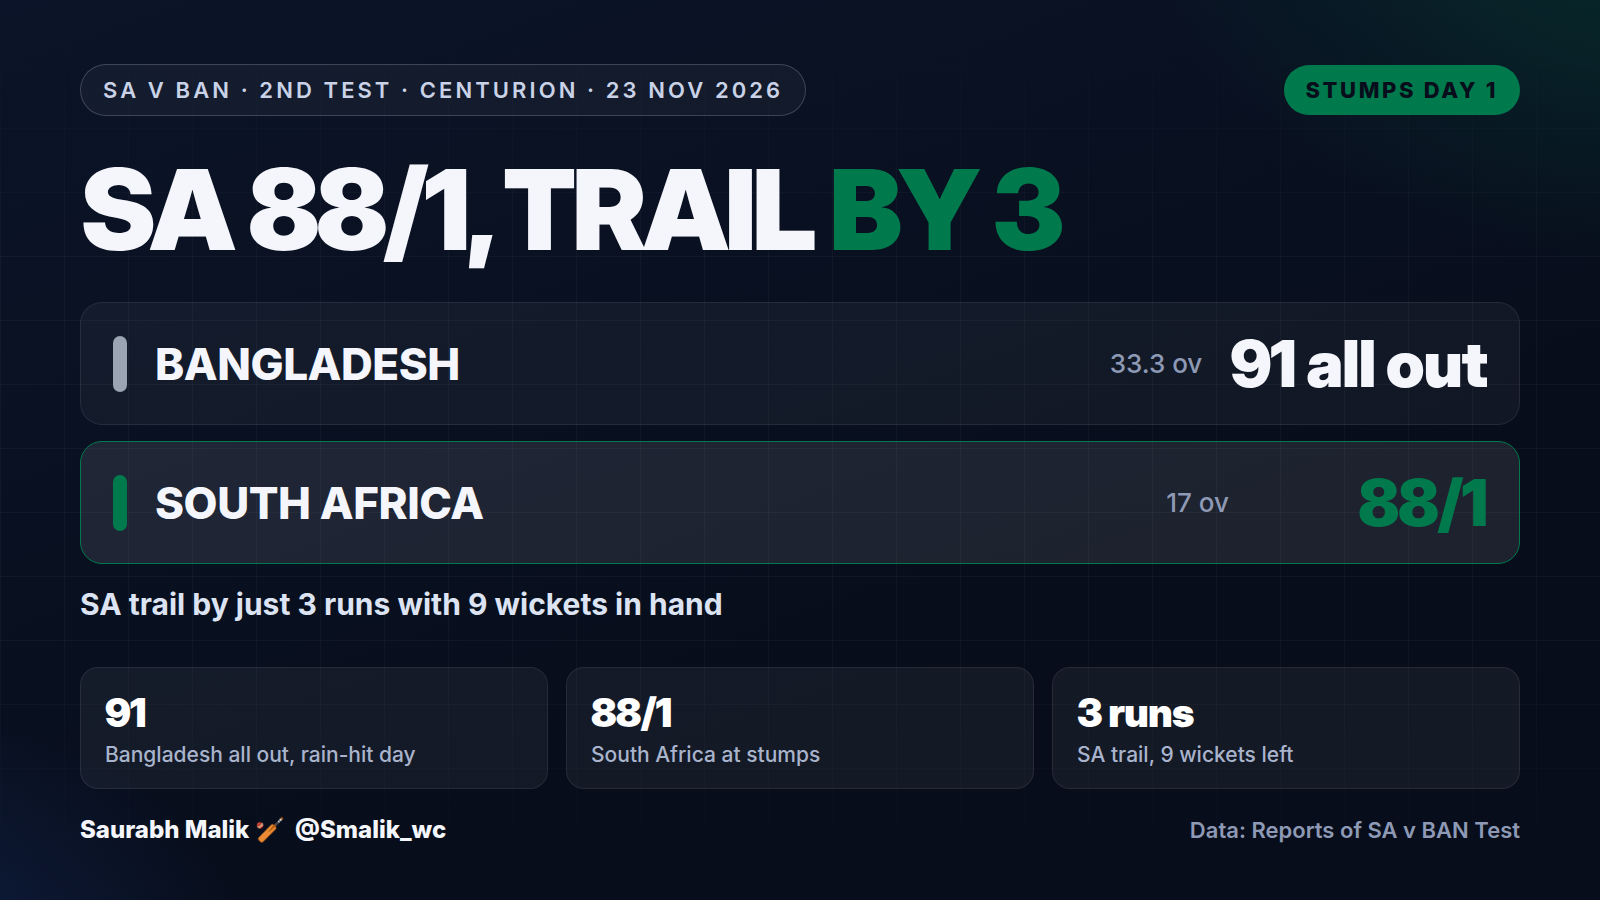 SA V BAN · 2ND TEST · CENTURION · 23 NOV 2026
STUMPS DAY 1
SA 88/1, TRAIL BY 3
BANGLADESH 33.3 ov 91 all out
SOUTH AFRICA 17 ov 88/1
SA trail by just 3 runs with 9 wickets in hand
91
Bangladesh all out, rain-hit day
88/1
South Africa at stumps
3 runs
SA trail, 9 wickets left
Saurabh Malik 🏏 @Smalik_wc
Data: Reports of SA v BAN Test